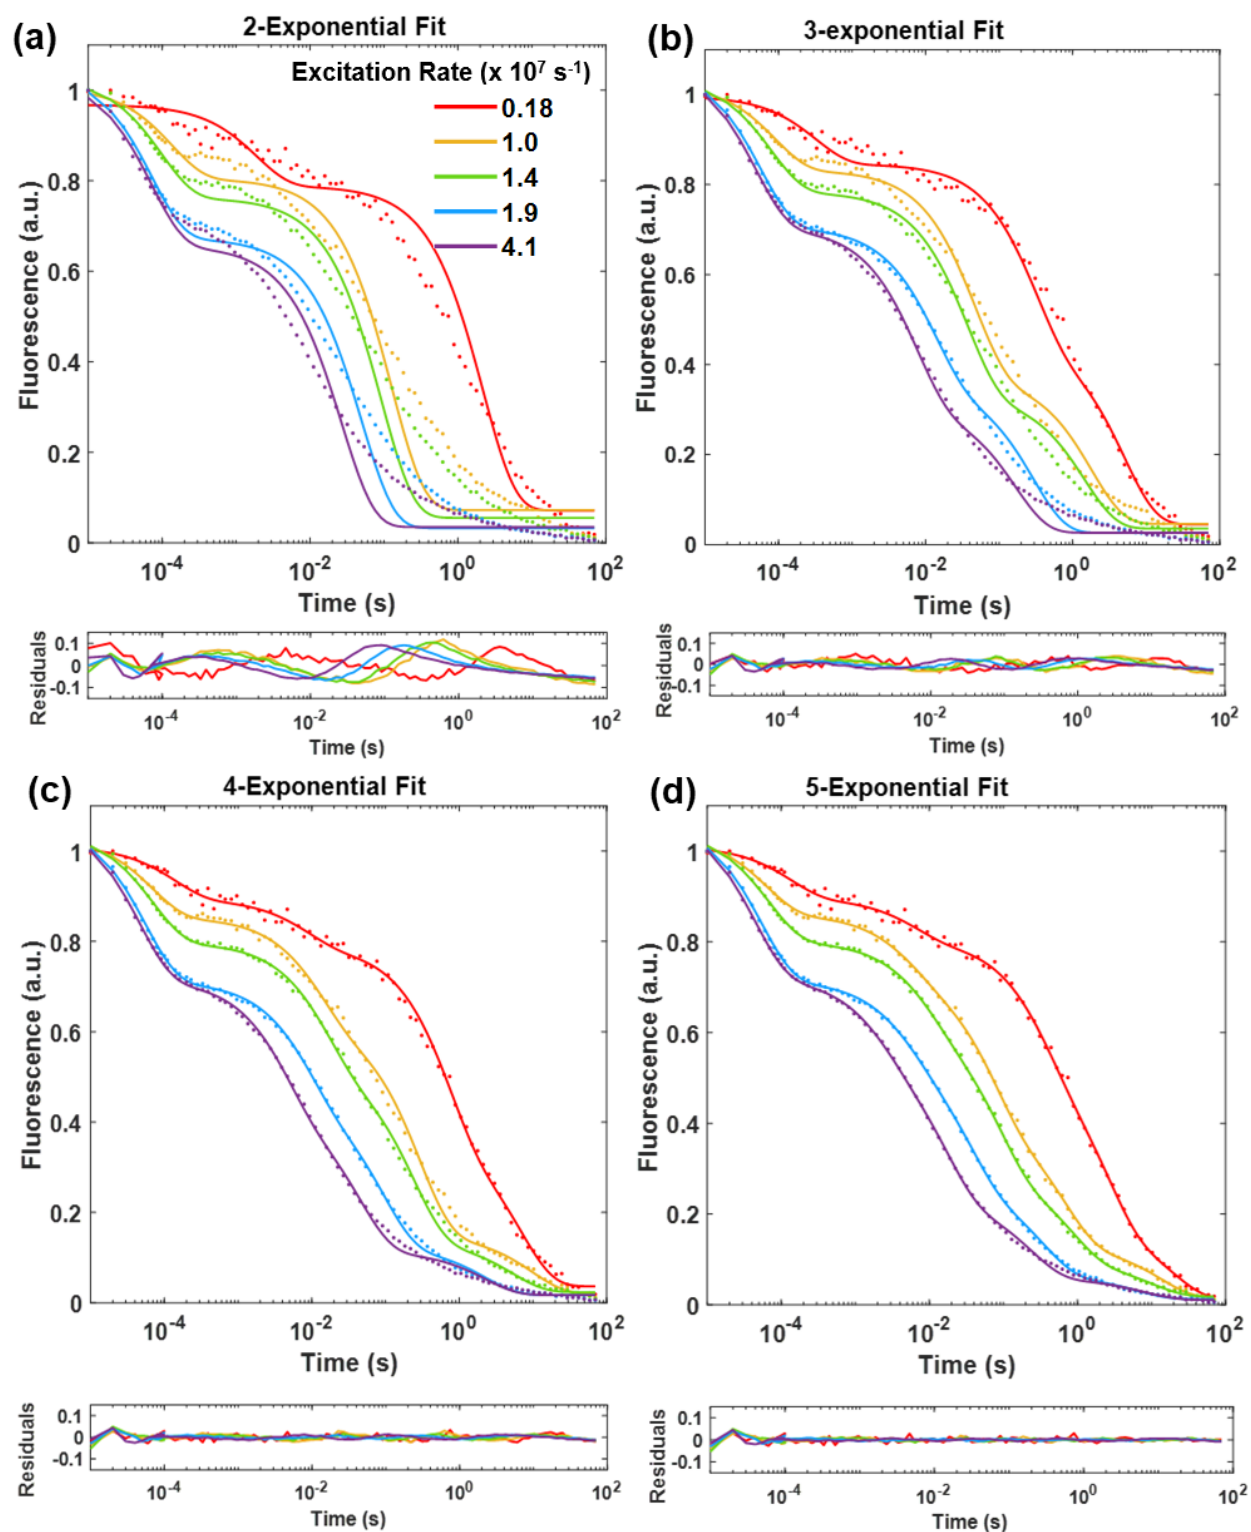 (a)
2-Exponential Fit
Excitation Rate (x 10⁷ s⁻¹)
0.18
1.0
1.4
1.9
4.1
Fluorescence (a.u.)
1
0.8
0.6
0.4
0.2
0
10⁻⁴
10⁻²
10⁰
10²
Time (s)
Residuals
0.1
0
-0.1
10⁻⁴
10⁻²
10⁰
10²
Time (s)
(b)
3-exponential Fit
Fluorescence (a.u.)
1
0.8
0.6
0.4
0.2
0
10⁻⁴
10⁻²
10⁰
10²
Time (s)
Residuals
0.1
0
-0.1
10⁻⁴
10⁻²
10⁰
10²
Time (s)
(c)
4-Exponential Fit
Fluorescence (a.u.)
1
0.8
0.6
0.4
0.2
0
10⁻⁴
10⁻²
10⁰
10²
Time (s)
Residuals
0.1
0
-0.1
10⁻⁴
10⁻²
10⁰
10²
Time (s)
(d)
5-Exponential Fit
Fluorescence (a.u.)
1
0.8
0.6
0.4
0.2
0
10⁻⁴
10⁻²
10⁰
10²
Time (s)
Residuals
0.1
0
-0.1
10⁻⁴
10⁻²
10⁰
10²
Time (s)